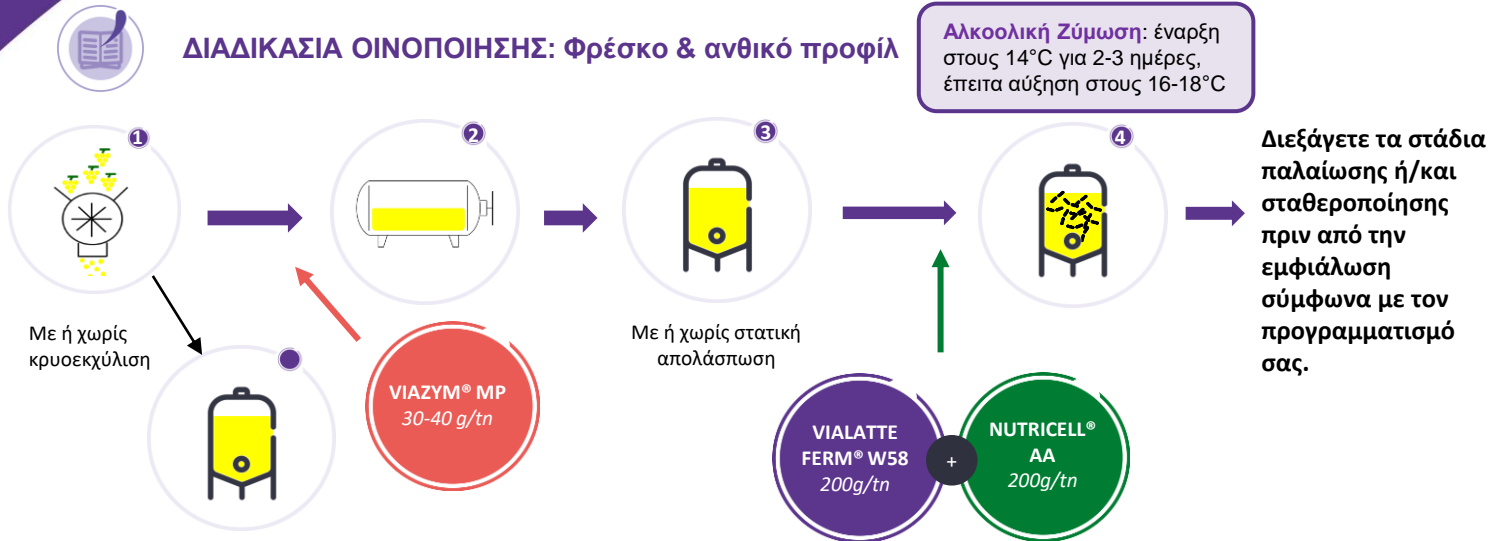 ΔΙΑΔΙΚΑΣΙΑ ΟΙΝΟΠΟΙΗΣΗΣ: Φρέσκο & ανθικό προφίλ
Αλκοολική Ζύμωση: έναρξη
στους 14°C για 2-3 ημέρες,
έπειτα αύξηση στους 16-18°C
1
2
3
4
Με ή χωρίς
κρυοεκχύλιση
VIAZYM® MP
30-40 g/tn
Με ή χωρίς στατική
απολάσπωση
VIALATTE
FERM® W58
200g/tn
+
NUTRICELL®
AA
200g/tn
Διεξάγετε τα στάδια
παλαίωσης ή/και
σταθεροποίησης
πριν από την
εμφιάλωση
σύμφωνα με τον
προγραμματισμό
σας.